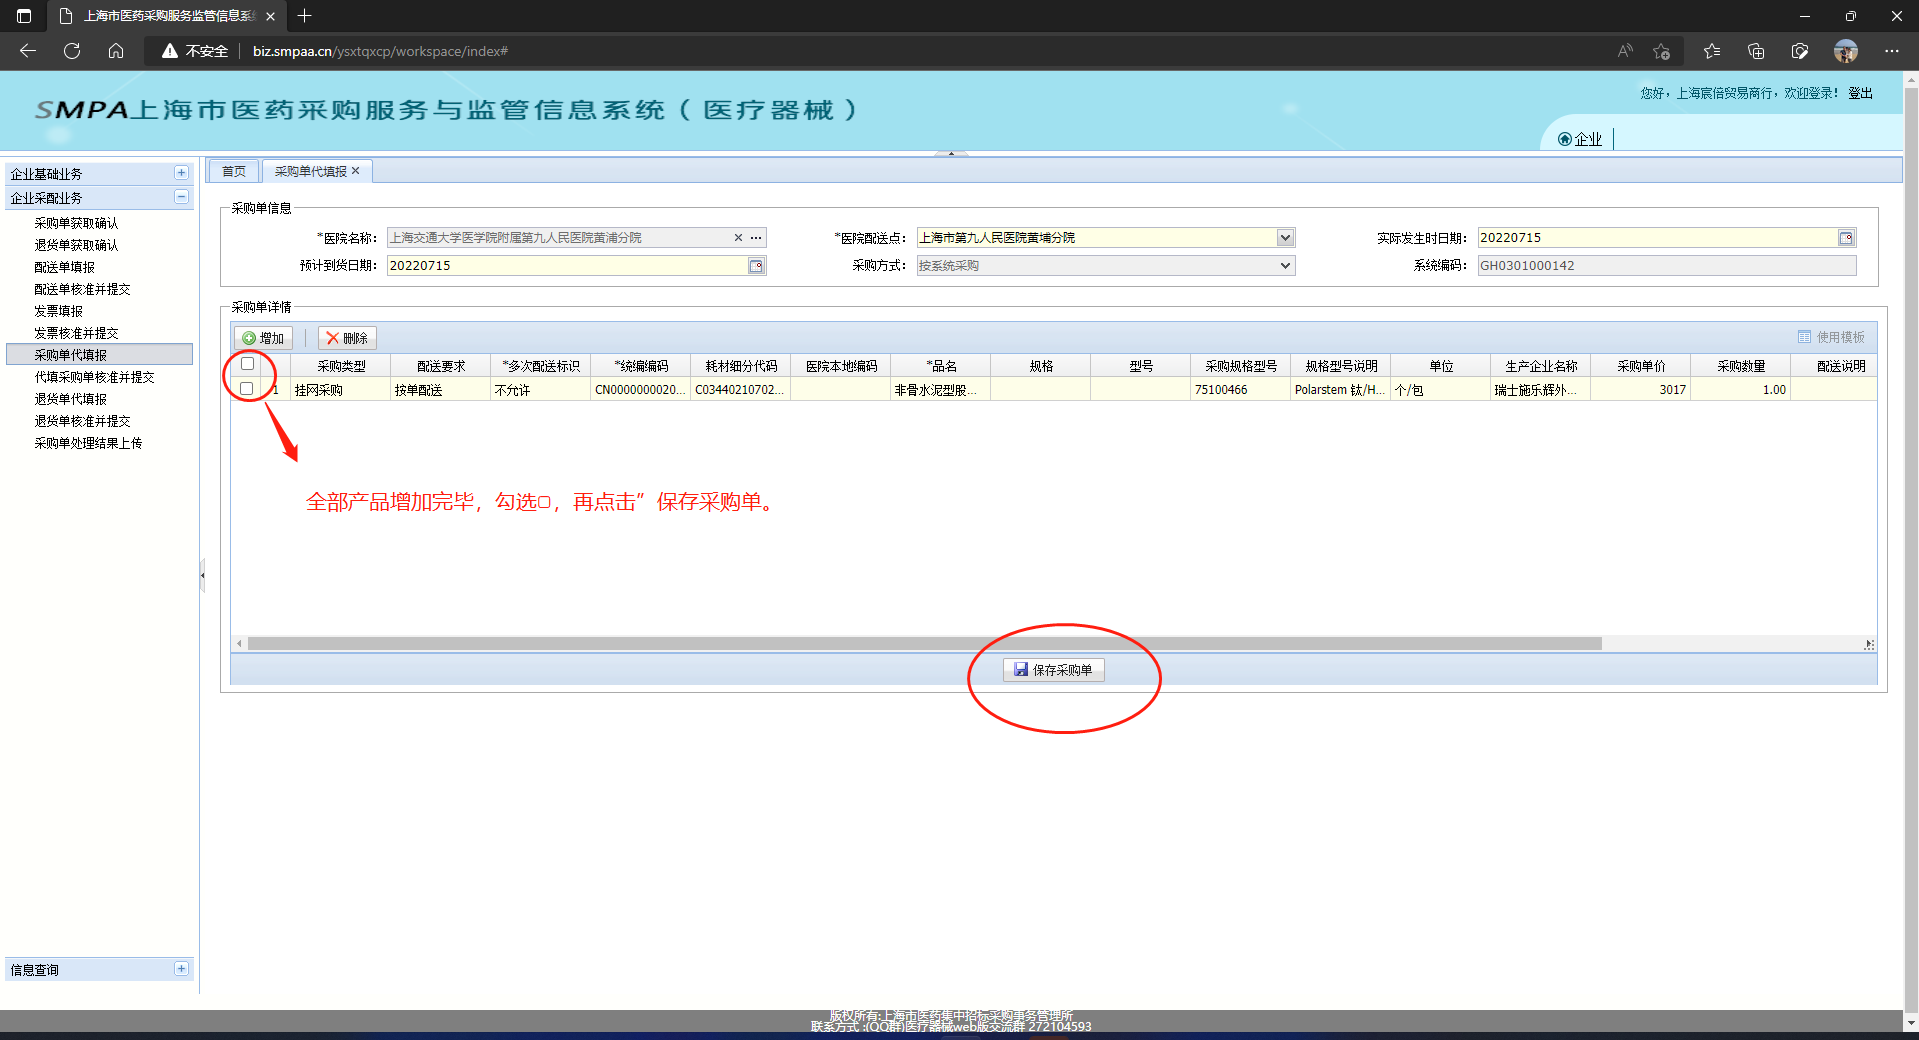 上海市医药采购服务监管信息系
不安全
biz.smpaa.cn/ysxtqxcp/workspace/index#
SMPA上海市医药采购服务与监管信息系统（医疗器械）
您好，上海宸倍贸易商行，欢迎登录！ 登出
企业
企业基础业务
企业采配业务
采购单获取确认
退货单获取确认
配送单填报
配送单核准并提交
发票填报
发票核准并提交
采购单代填报
代填采购单核准并提交
退货单代填报
退货单核准并提交
采购单处理结果上传
信息查询
首页 采购单代填报
采购单信息
*医院名称： 上海交通大学医学院附属第九人民医院黄浦分院 *医院配送点： 上海市第九人民医院黄埔分院 实际发生时日期： 20220715
预计到货日期： 20220715 采购方式： 按系统采购 系统编码： GH0301000142
采购单详情
增加 删除 使用模板
采购类型 配送要求 *多次配送标识 *统编编码 耗材细分代码 医院本地编码 *品名 规格 型号 采购规格型号 规格型号说明 单位 生产企业名称 采购单价 采购数量 配送说明
1 挂网采购 按单配送 不允许 CN0000000020... C03440210702... 非骨水泥型股... 75100466 Polarstem 钛/H... 个/包 瑞士施乐辉外... 3017 1.00
全部产品增加完毕，勾选□，再点击”保存采购单。
保存采购单
版权所有:上海市医药集中招标采购事务管理所
联系方式 :(QQ群)医疗器械web版交流群 272104593